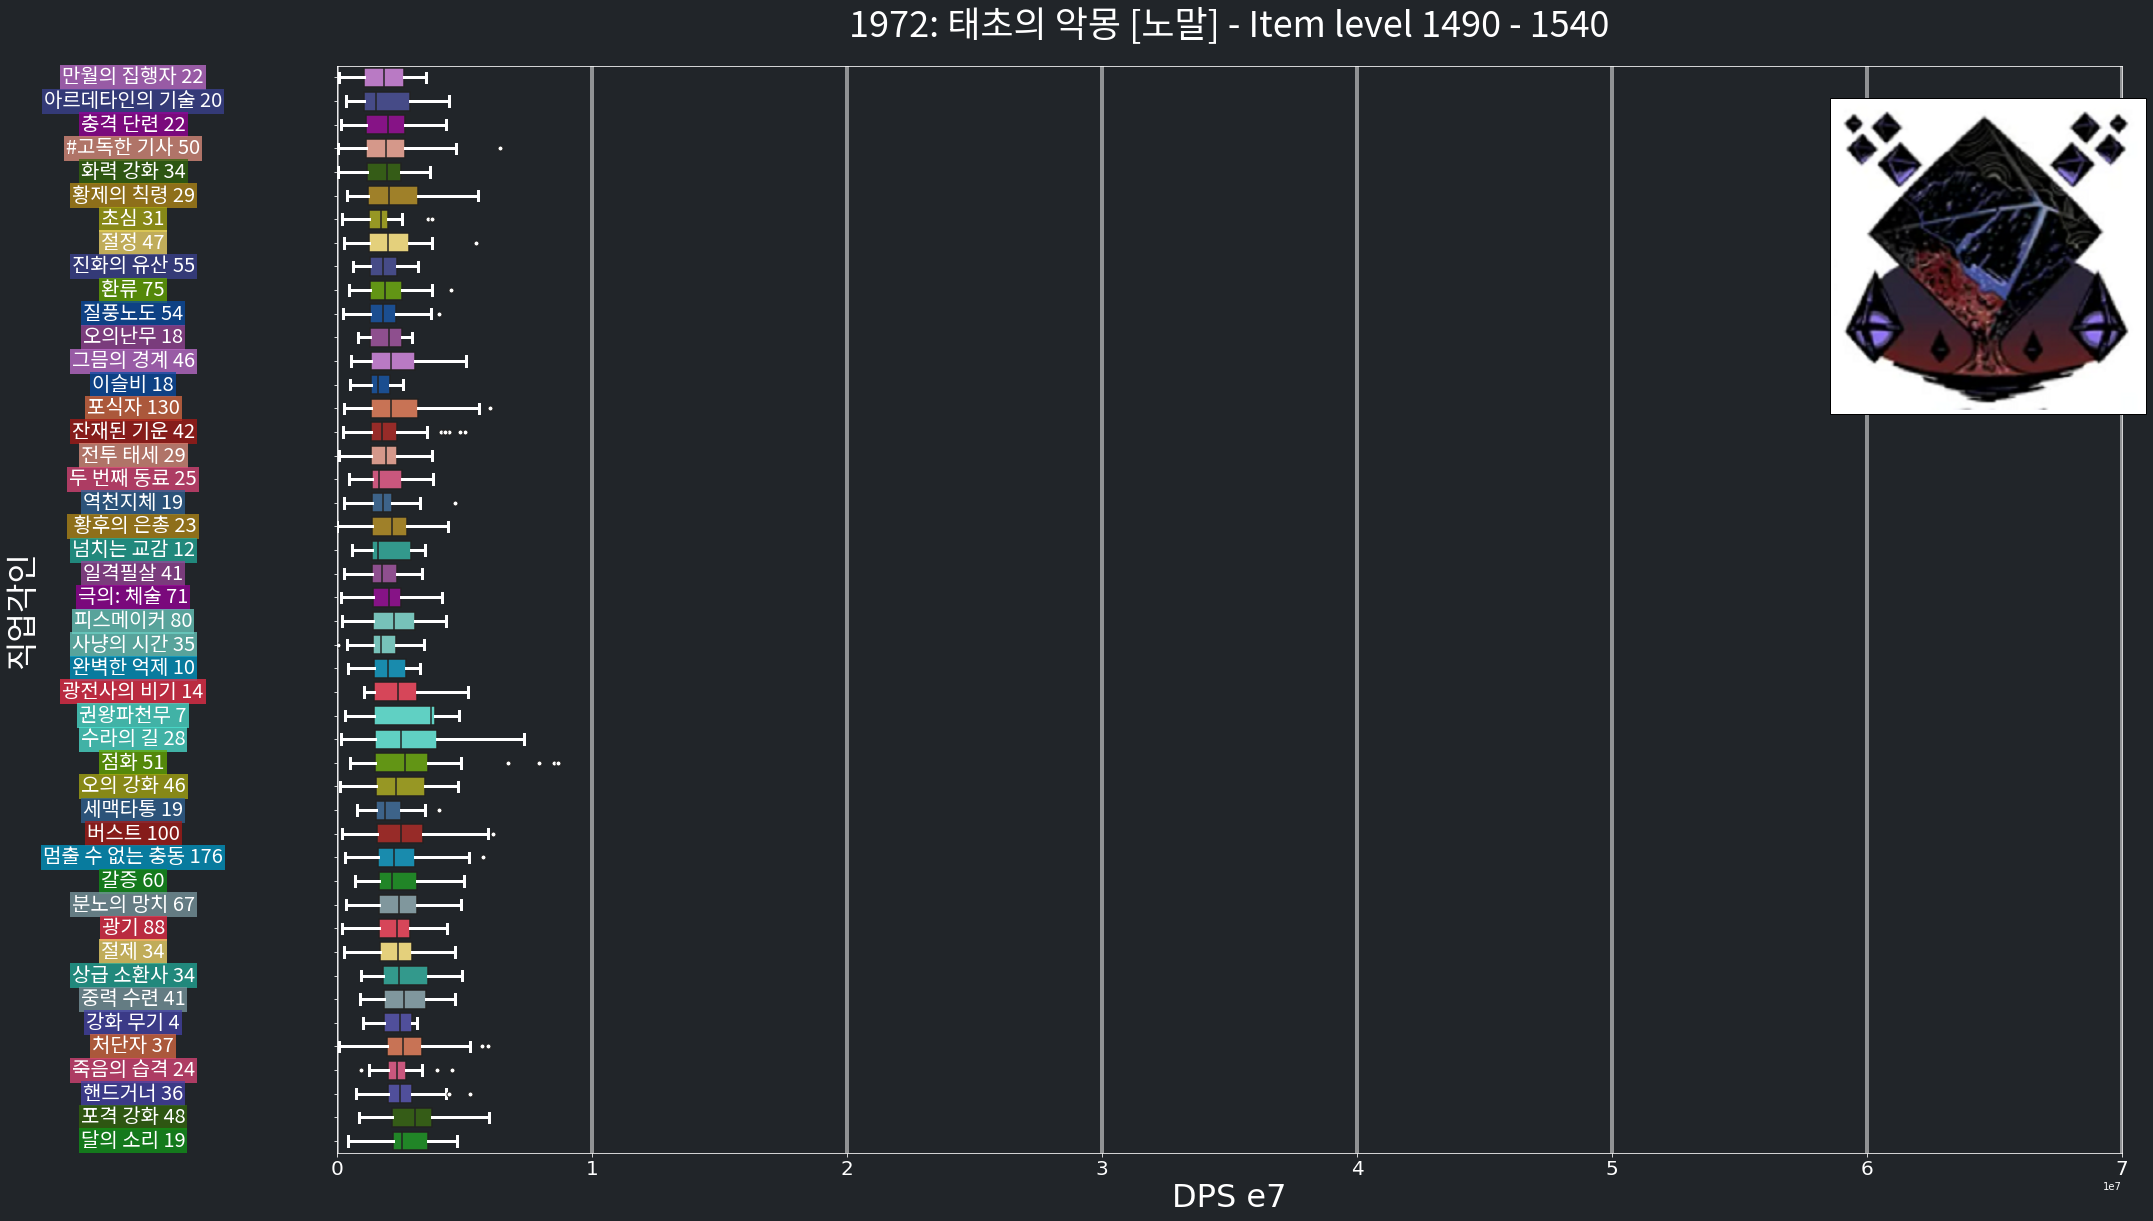 1972: 태초의 악몽 [노말] - Item level 1490 - 1540
만월의 집행자 22
아르데타인의 기술 20
충격 단련 22
#고독한 기사 50
화력 강화 34
황제의 칙령 29
초심 31
절정 47
진화의 유산 55
환류 75
질풍노도 54
오의난무 18
그믐의 경계 46
이슬비 18
포식자 130
잔재된 기운 42
전투 태세 29
두 번째 동료 25
역천지체 19
황후의 은총 23
넘치는 교감 12
일격필살 41
극의: 체술 71
피스메이커 80
사냥의 시간 35
완벽한 억제 10
광전사의 비기 14
권왕파천무 7
수라의 길 28
점화 51
오의 강화 46
세맥타통 19
버스트 100
멈출 수 없는 충동 176
갈증 60
분노의 망치 67
광기 88
절제 34
상급 소환사 34
중력 수련 41
강화 무기 4
처단자 37
죽음의 습격 24
핸드거너 36
포격 강화 48
달의 소리 19
직업각인
0 1 2 3 4 5 6 7
1e7
DPS e7